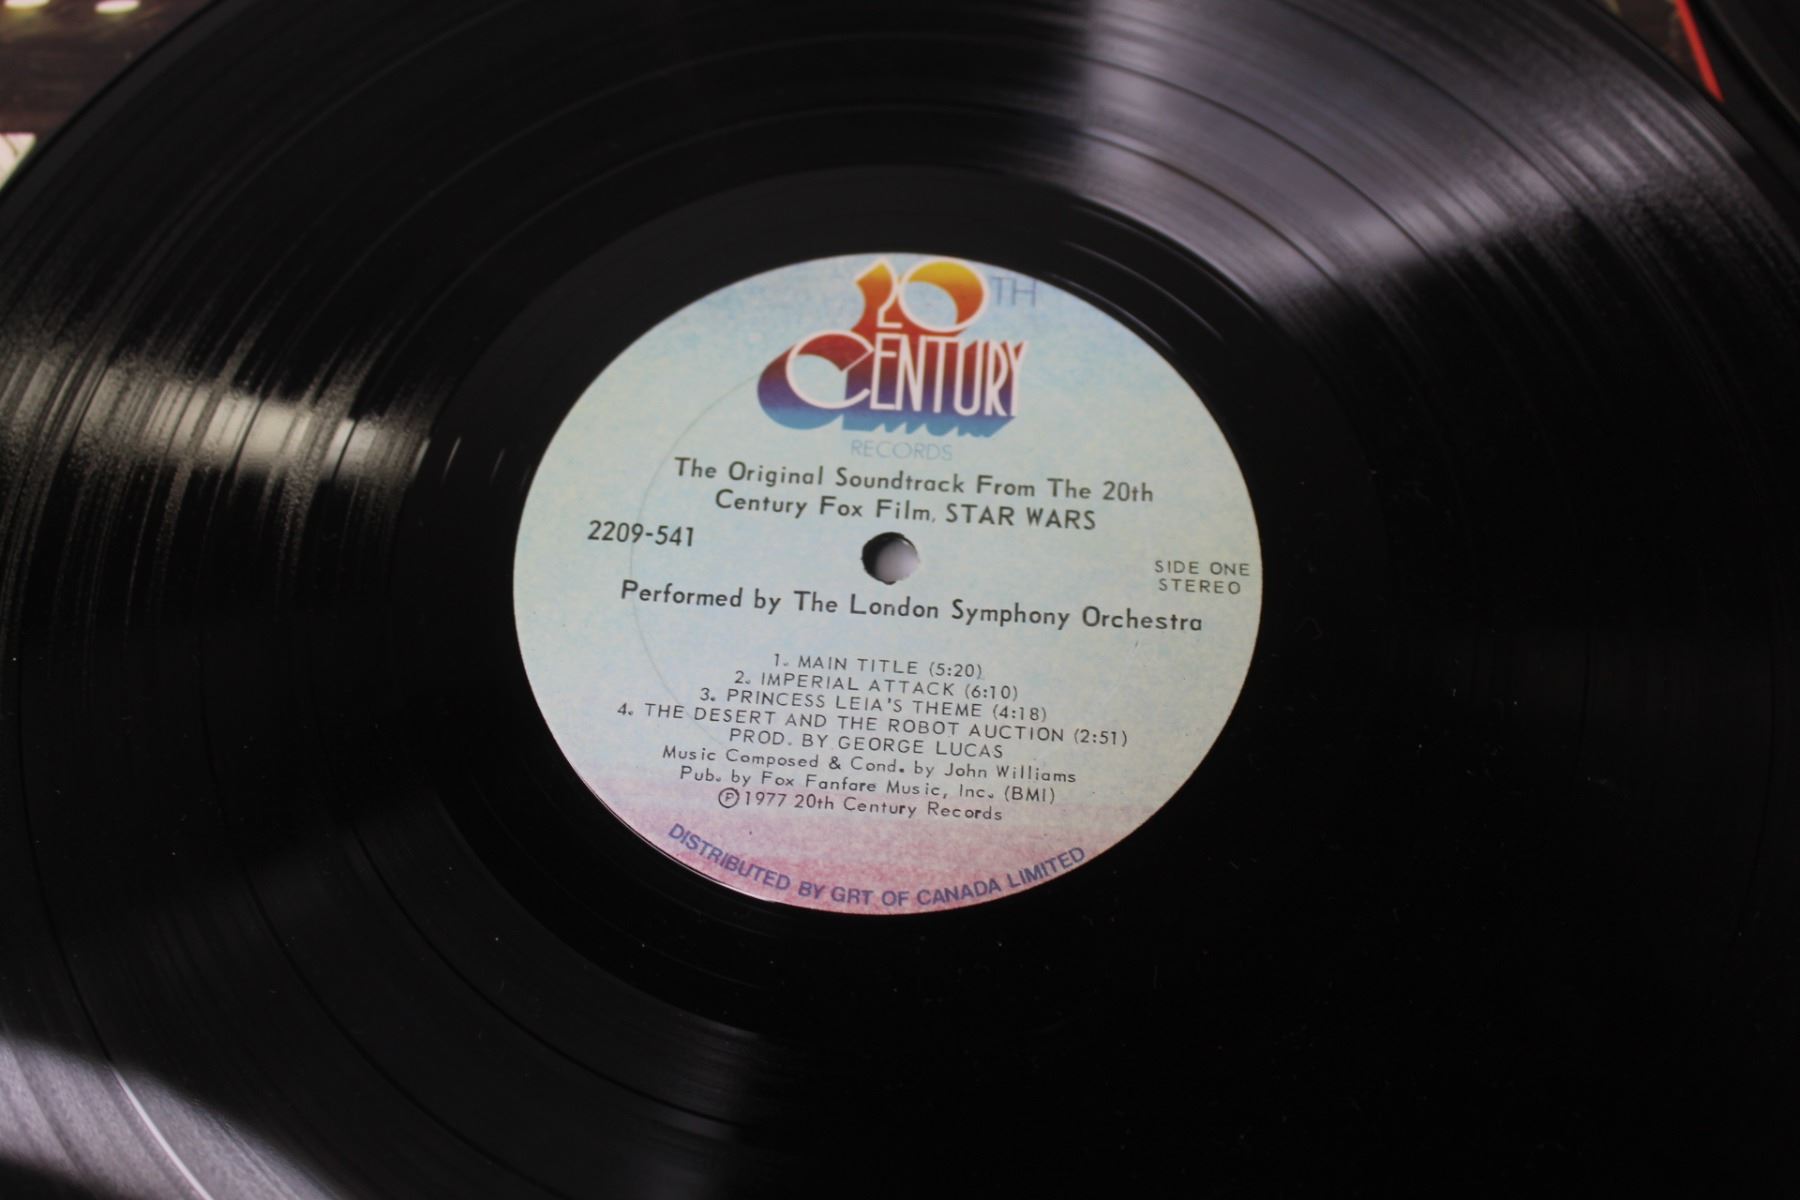 20TH
CENTURY
RECORDS
The Original Soundtrack From The 20th
Century Fox Film, STAR WARS
2209-541
SIDE ONE
STEREO
Performed by The London Symphony Orchestra
1. MAIN TITLE (5:20)
2. IMPERIAL ATTACK (6:10)
3. PRINCESS LEIA'S THEME (4:18)
4. THE DESERT AND THE ROBOT AUCTION (2:51)
PROD. BY GEORGE LUCAS
Music Composed & Cond. by John Williams
Pub. by Fox Fanfare Music, Inc. (BMI)
Ⓟ1977 20th Century Records
DISTRIBUTED BY GRT OF CANADA LIMITED